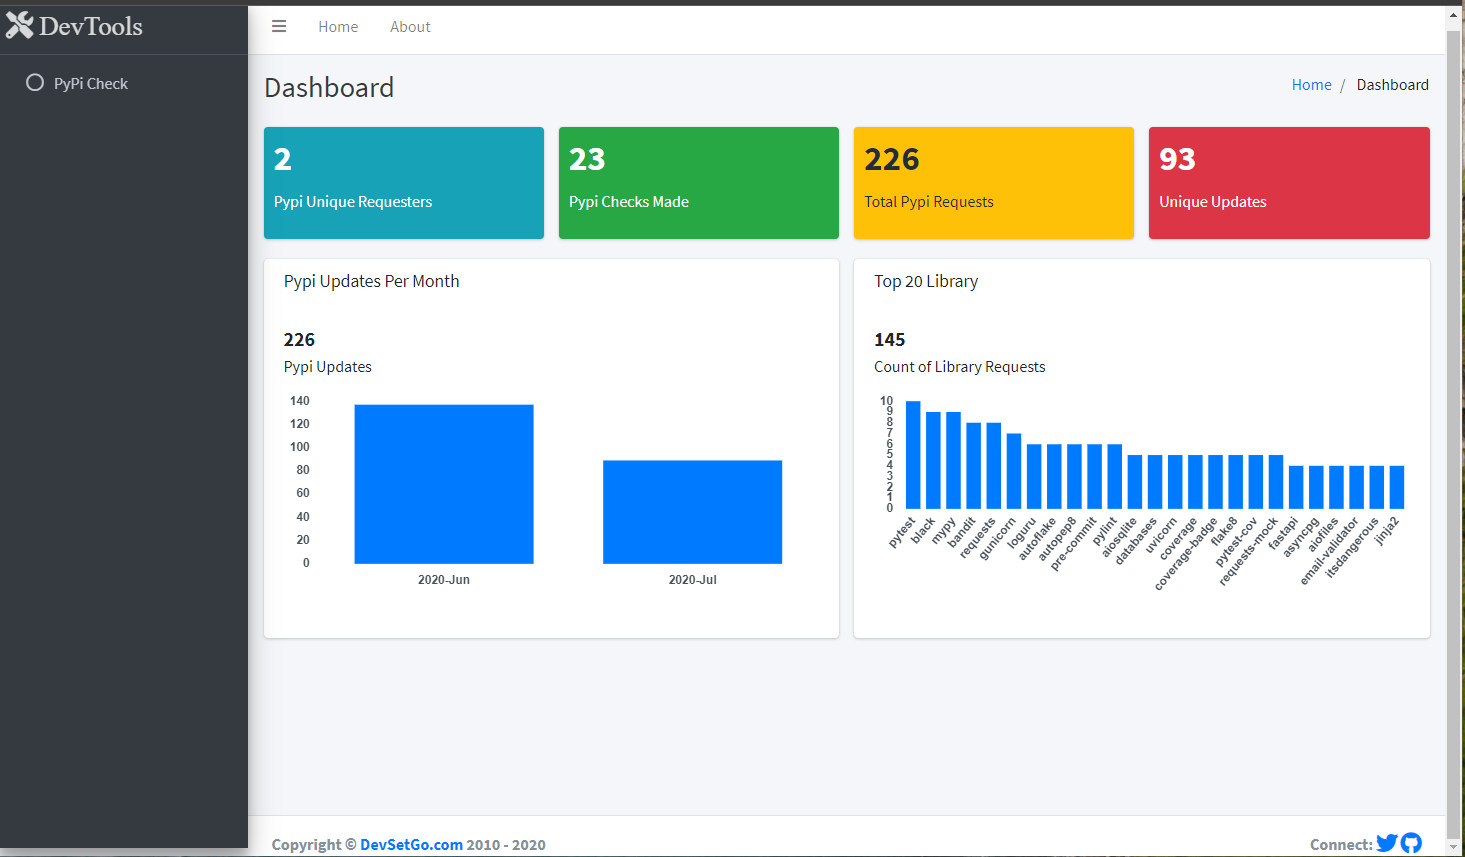 DevTools
Home
About
PyPi Check
Dashboard
Home / Dashboard
2
Pypi Unique Requesters
23
Pypi Checks Made
226
Total Pypi Requests
93
Unique Updates
Pypi Updates Per Month
226
Pypi Updates
140
120
100
80
60
40
20
0
2020-Jun
2020-Jul
Top 20 Library
145
Count of Library Requests
10
9
8
7
6
5
4
3
2
1
0
pytest
black
mypy
bandit
requests
gunicorn
loguru
autoflake
autopep8
pre-commit
pylint
aiosqlite
databases
uvicorn
coverage
coverage-badge
flake8
pytest-cov
requests-mock
fastapi
asyncpg
aiofiles
email-validator
itsdangerous
jinja2
Copyright © DevSetGo.com 2010 - 2020
Connect: